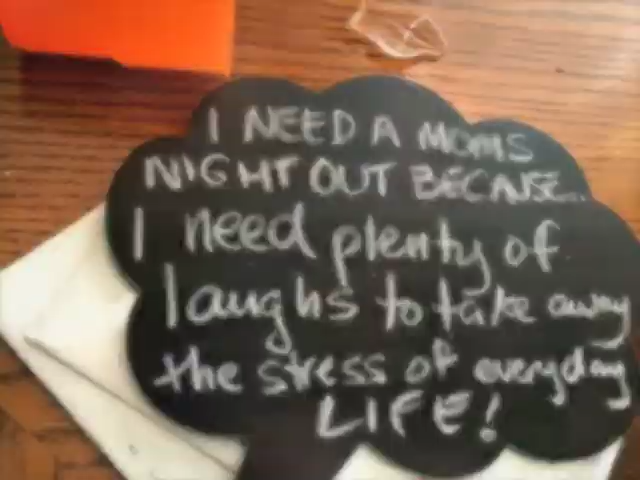 I NEED A MOMS
NIGHT OUT BECAUSE..
I need plenty of
laughs to take away
the stress of everyday
LIFE!